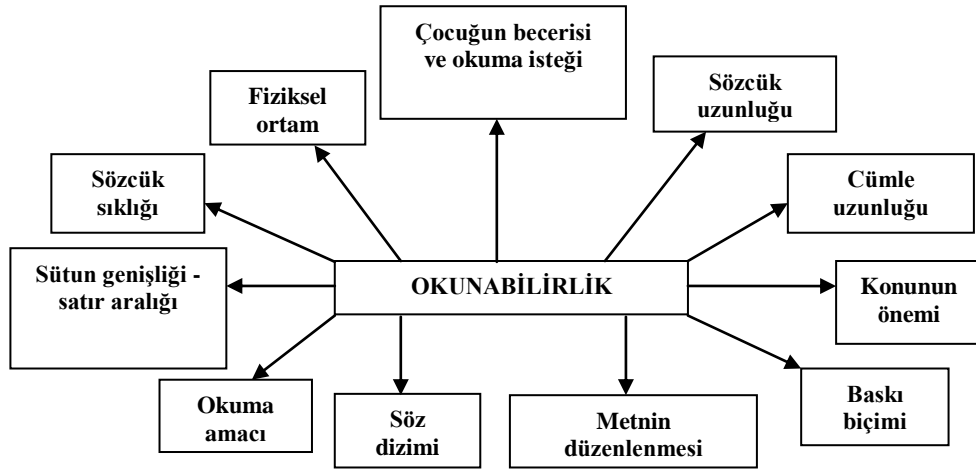 Çocuğun becerisi
ve okuma isteği
Fiziksel
ortam
Sözcük
uzunluğu
Sözcük
sıklığı
Cümle
uzunluğu
Sütun genişliği -
satır aralığı
OKUNABİLİRLİK
Konunun
önemi
Okuma
amacı
Söz
dizimi
Metnin
düzenlenmesi
Baskı
biçimi